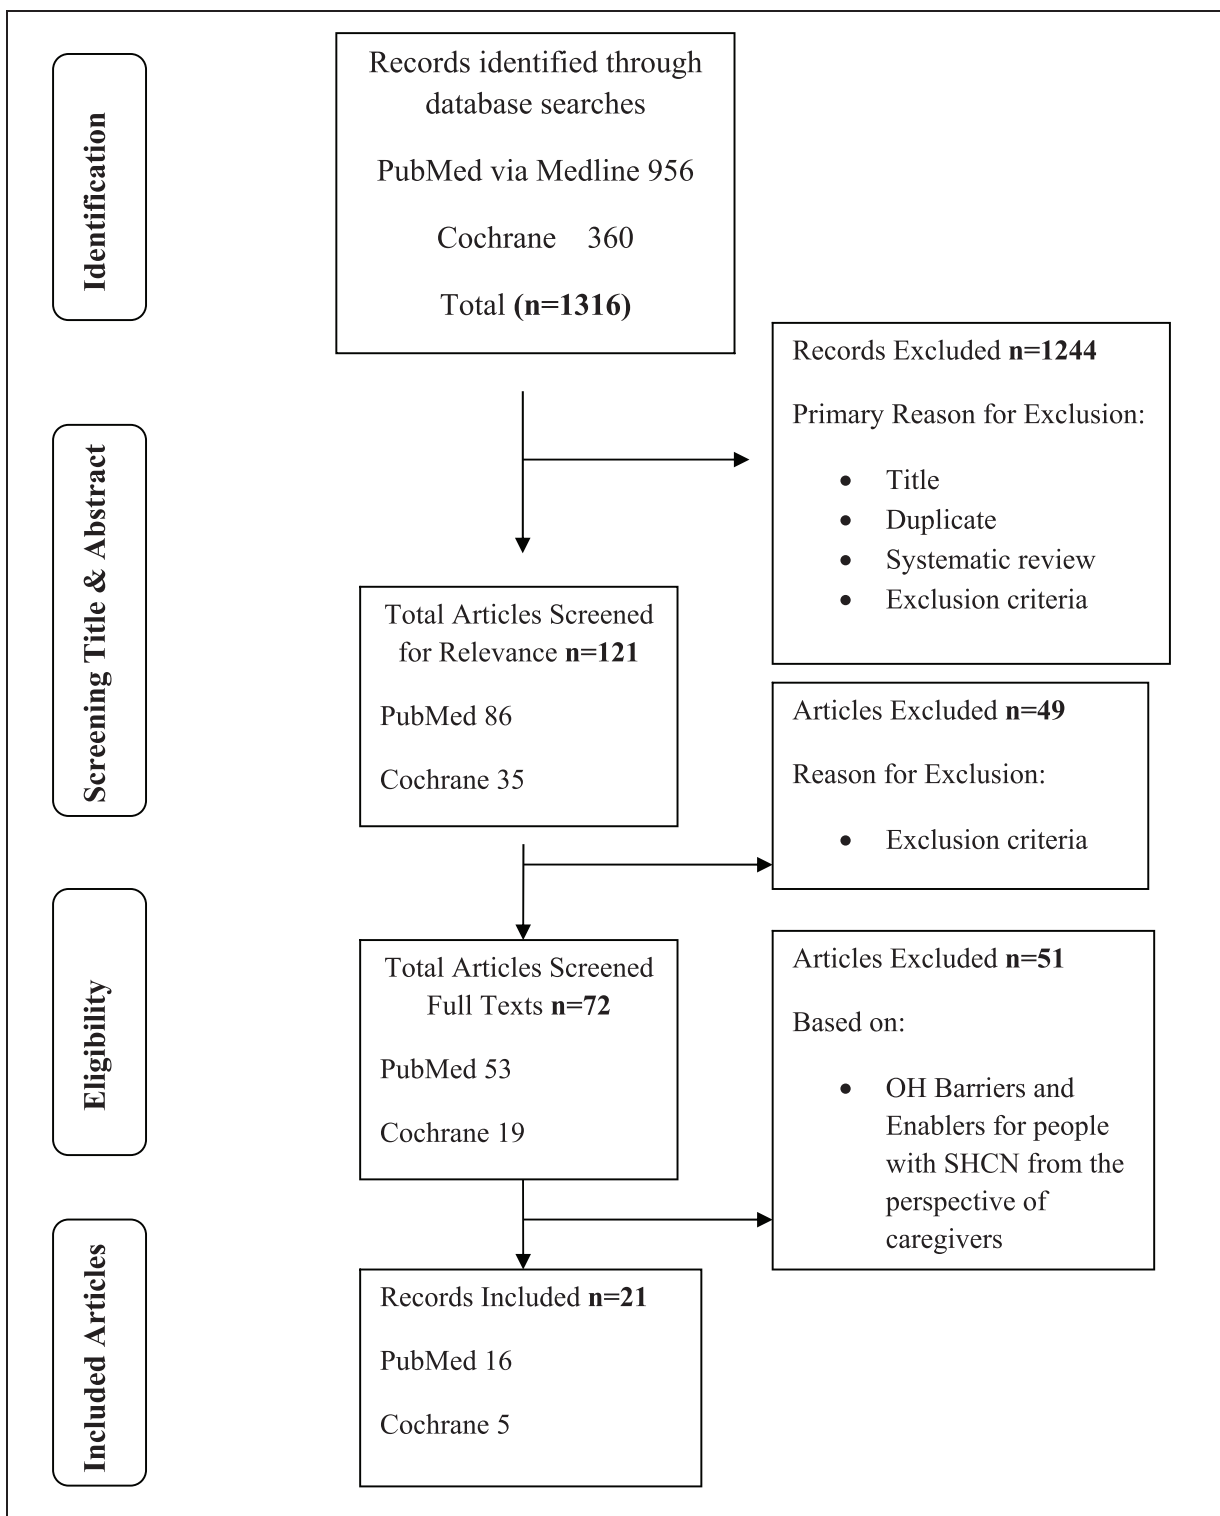 Identification
Records identified through
database searches
PubMed via Medline 956
Cochrane 360
Total (n=1316)
Records Excluded n=1244
Primary Reason for Exclusion:
• Title
• Duplicate
• Systematic review
• Exclusion criteria
Screening Title & Abstract
Total Articles Screened
for Relevance n=121
PubMed 86
Cochrane 35
Articles Excluded n=49
Reason for Exclusion:
• Exclusion criteria
Eligibility
Total Articles Screened
Full Texts n=72
PubMed 53
Cochrane 19
Articles Excluded n=51
Based on:
• OH Barriers and
Enablers for people
with SHCN from the
perspective of
caregivers
Included Articles
Records Included n=21
PubMed 16
Cochrane 5